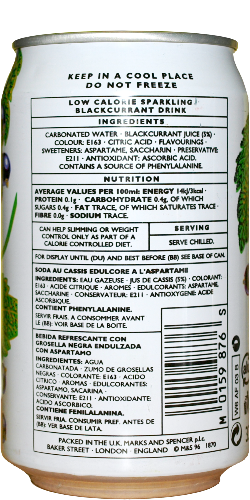 KEEP IN A COOL PLACE
DO NOT FREEZE
LOW CALORIE SPARKLING
BLACKCURRANT DRINK
INGREDIENTS
CARBONATED WATER · BLACKCURRANT JUICE (5%) ·
COLOUR: E163 · CITRIC ACID · FLAVOURINGS ·
SWEETENERS: ASPARTAME, SACCHARIN · PRESERVATIVE:
E211 · ANTIOXIDANT: ASCORBIC ACID.
CONTAINS A SOURCE OF PHENYLALANINE.
NUTRITION
AVERAGE VALUES PER 100ml: ENERGY
PROTEIN 0.1g · CARBOHYDRATE 0.4g, OF WHICH
SUGARS 0.4g · FAT TRACE, OF WHICH SATURATES TRACE ·
FIBRE 0.0g · SODIUM TRACE.
CAN HELP SLIMMING OR WEIGHT
CONTROL ONLY AS PART OF A
CALORIE CONTROLLED DIET.
SERVING
SERVE CHILLED.
FOR DISPLAY UNTIL (DU) AND BEST BEFORE (BB) SEE BASE OF CAN.
SODA AU CASSIS EDULCORE A L'ASPARTAME
INGREDIENTS: EAU GAZEUSE · JUS DE CASSIS (5%) · COLORANT:
E163 · ACIDE CITRIQUE · AROMES · EDULCORANTS: ASPARTAME,
SACCHARINE · CONSERVATEUR: E211 · ANTIOXYGENE: ACIDE
ASCORBIQUE.
CONTIENT PHENYLALANINE.
SERVIR FRAIS. A CONSOMMER AVANT
LE (BB): VOIR BASE DE LA BOITE.
BEBIDA REFRESCANTE CON
GROSELLA NEGRA ENDULZADA
CON ASPARTAMO
INGREDIENTES: AGUA
CARBONATADA · ZUMO DE GROSELLAS
NEGRAS · COLORANTE: E163 · ACIDO
CITRICO · AROMAS · EDULCORANTES:
ASPARTAMO, SACARINA ·
CONSERVANTE: E211 · ANTIOXIDANTE:
ACIDO ASCORBICO.
CONTIENE FENILALANINA.
SERVIR FRIA. CONSUMIR PREF. ANTES DE
(BB): VER BASE DE LATA.
M 0159 876 S
PACKED IN THE U.K. MARKS AND SPENCER p.l.c.
BAKER STREET · LONDON · ENGLAND © M&S 96 1870